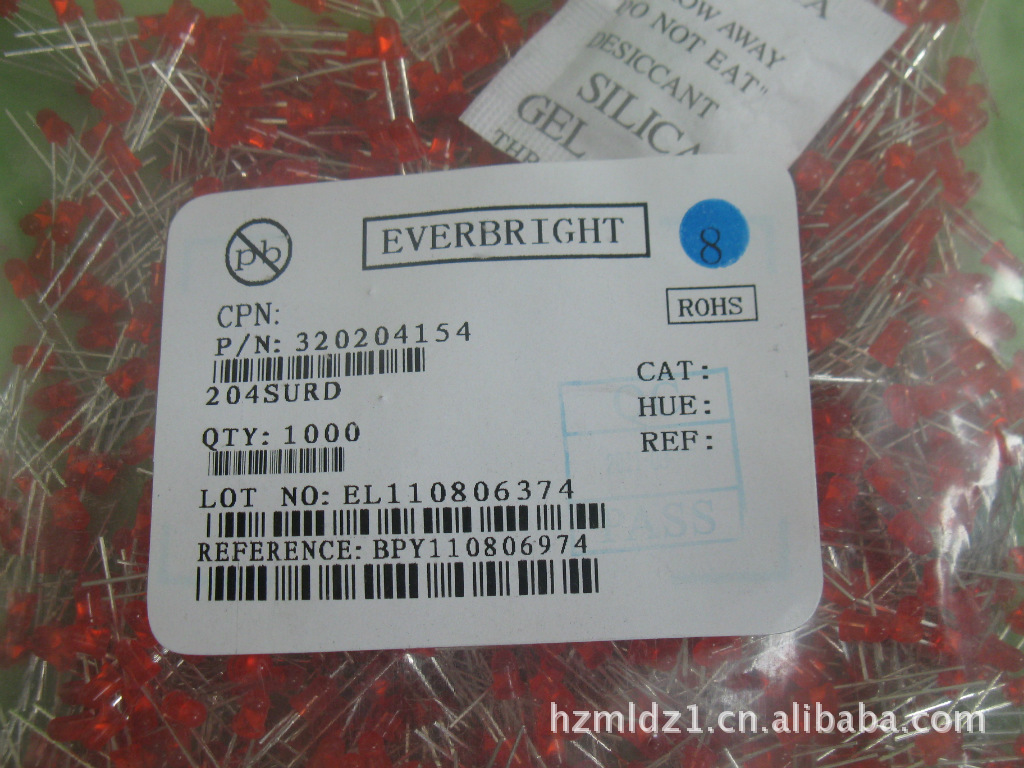 OW AWAY
DO NOT EAT"
DESICCANT
SILICA
GEL
Pb
EVERBRIGHT
8
ROHS
CPN:
P/N: 320204154
204SURD
CAT:
HUE:
REF:
QTY: 1000
LOT NO: EL110806374
REFERENCE: BPY110806974
QC
PASS
hzmldz1.cn.alibaba.com